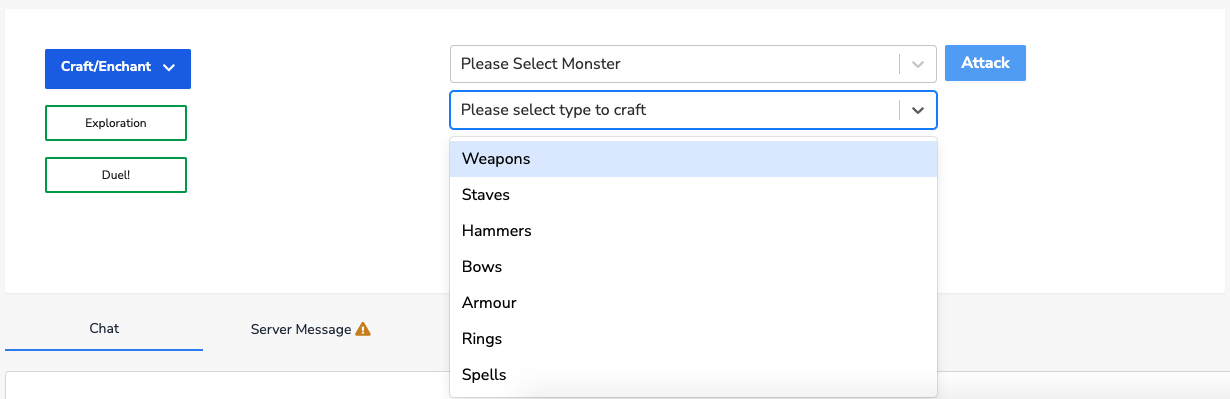 Craft/Enchant
Exploration
Duel!
Please Select Monster
Attack
Please select type to craft
Weapons
Staves
Hammers
Bows
Armour
Rings
Spells
Chat
Server Message